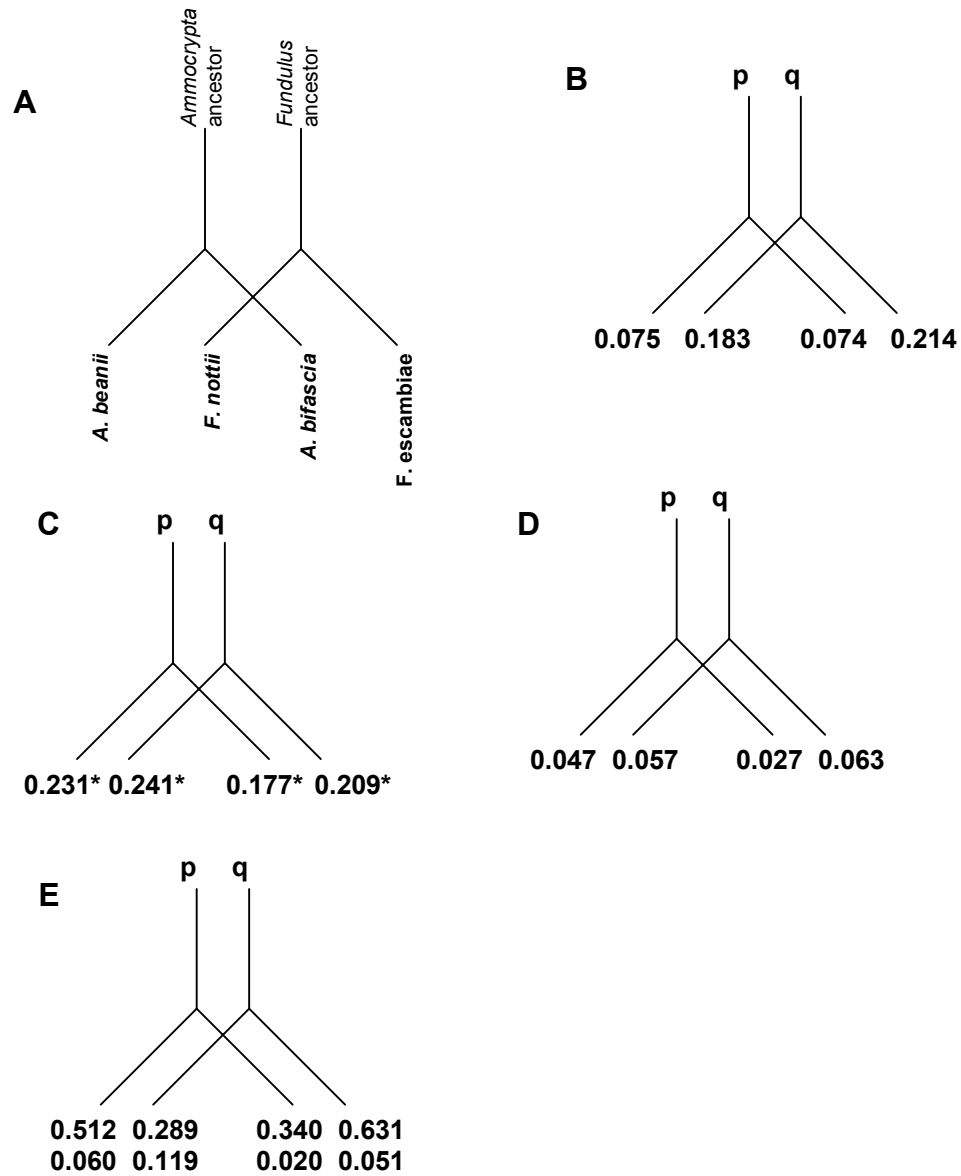 A
Ammocrypta
ancestor
Fundulus
ancestor
A. beanii
F. nottii
A. bifascia
F. escambiae
B
p q
0.075 0.183 0.074 0.214
C
p q
0.231* 0.241* 0.177* 0.209*
D
p q
0.047 0.057 0.027 0.063
E
p q
0.512 0.289 0.340 0.631
0.060 0.119 0.020 0.051